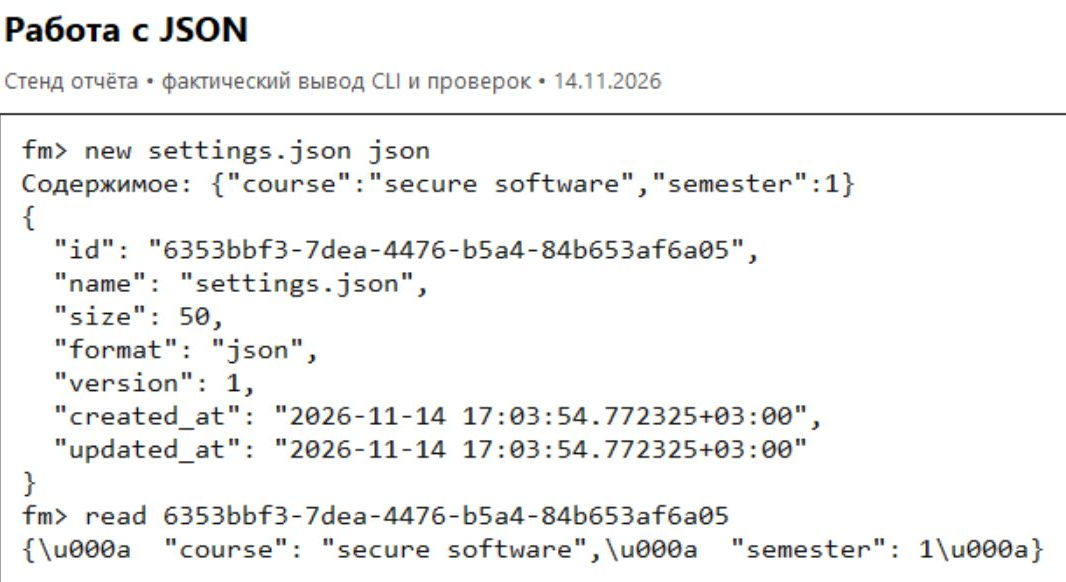 Работа с JSON
Стенд отчёта • фактический вывод CLI и проверок • 14.11.2026
fm> new settings.json json
Содержимое: {"course":"secure software","semester":1}
{
  "id": "6353bbf3-7dea-4476-b5a4-84b653af6a05",
  "name": "settings.json",
  "size": 50,
  "format": "json",
  "version": 1,
  "created_at": "2026-11-14 17:03:54.772325+03:00",
  "updated_at": "2026-11-14 17:03:54.772325+03:00"
}
fm> read 6353bbf3-7dea-4476-b5a4-84b653af6a05
{\u000a  "course": "secure software",\u000a  "semester": 1\u000a}